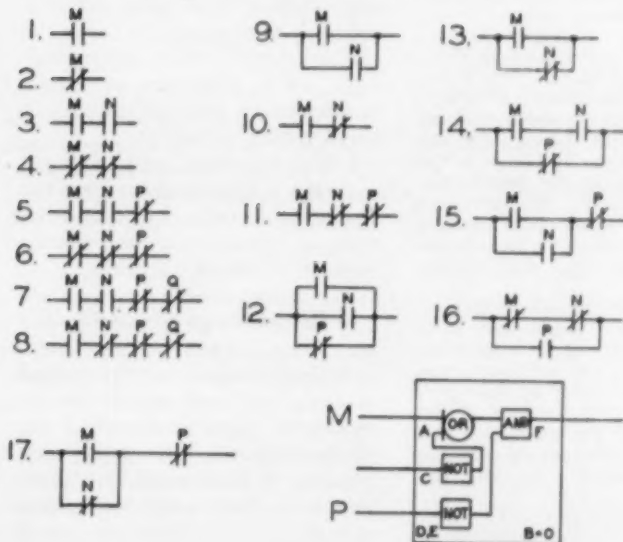 1. M
2. M
3. M N
4. M N
5. M N P
6. M N P
7. M N P Q
8. M N P Q
9. M N
10. M N
11. M N P
12. M N P
13. M N
14. M N P
15. M N P
16. M N P
17. M N P
M A OR AMP F
C NOT
P NOT
D,E B=0